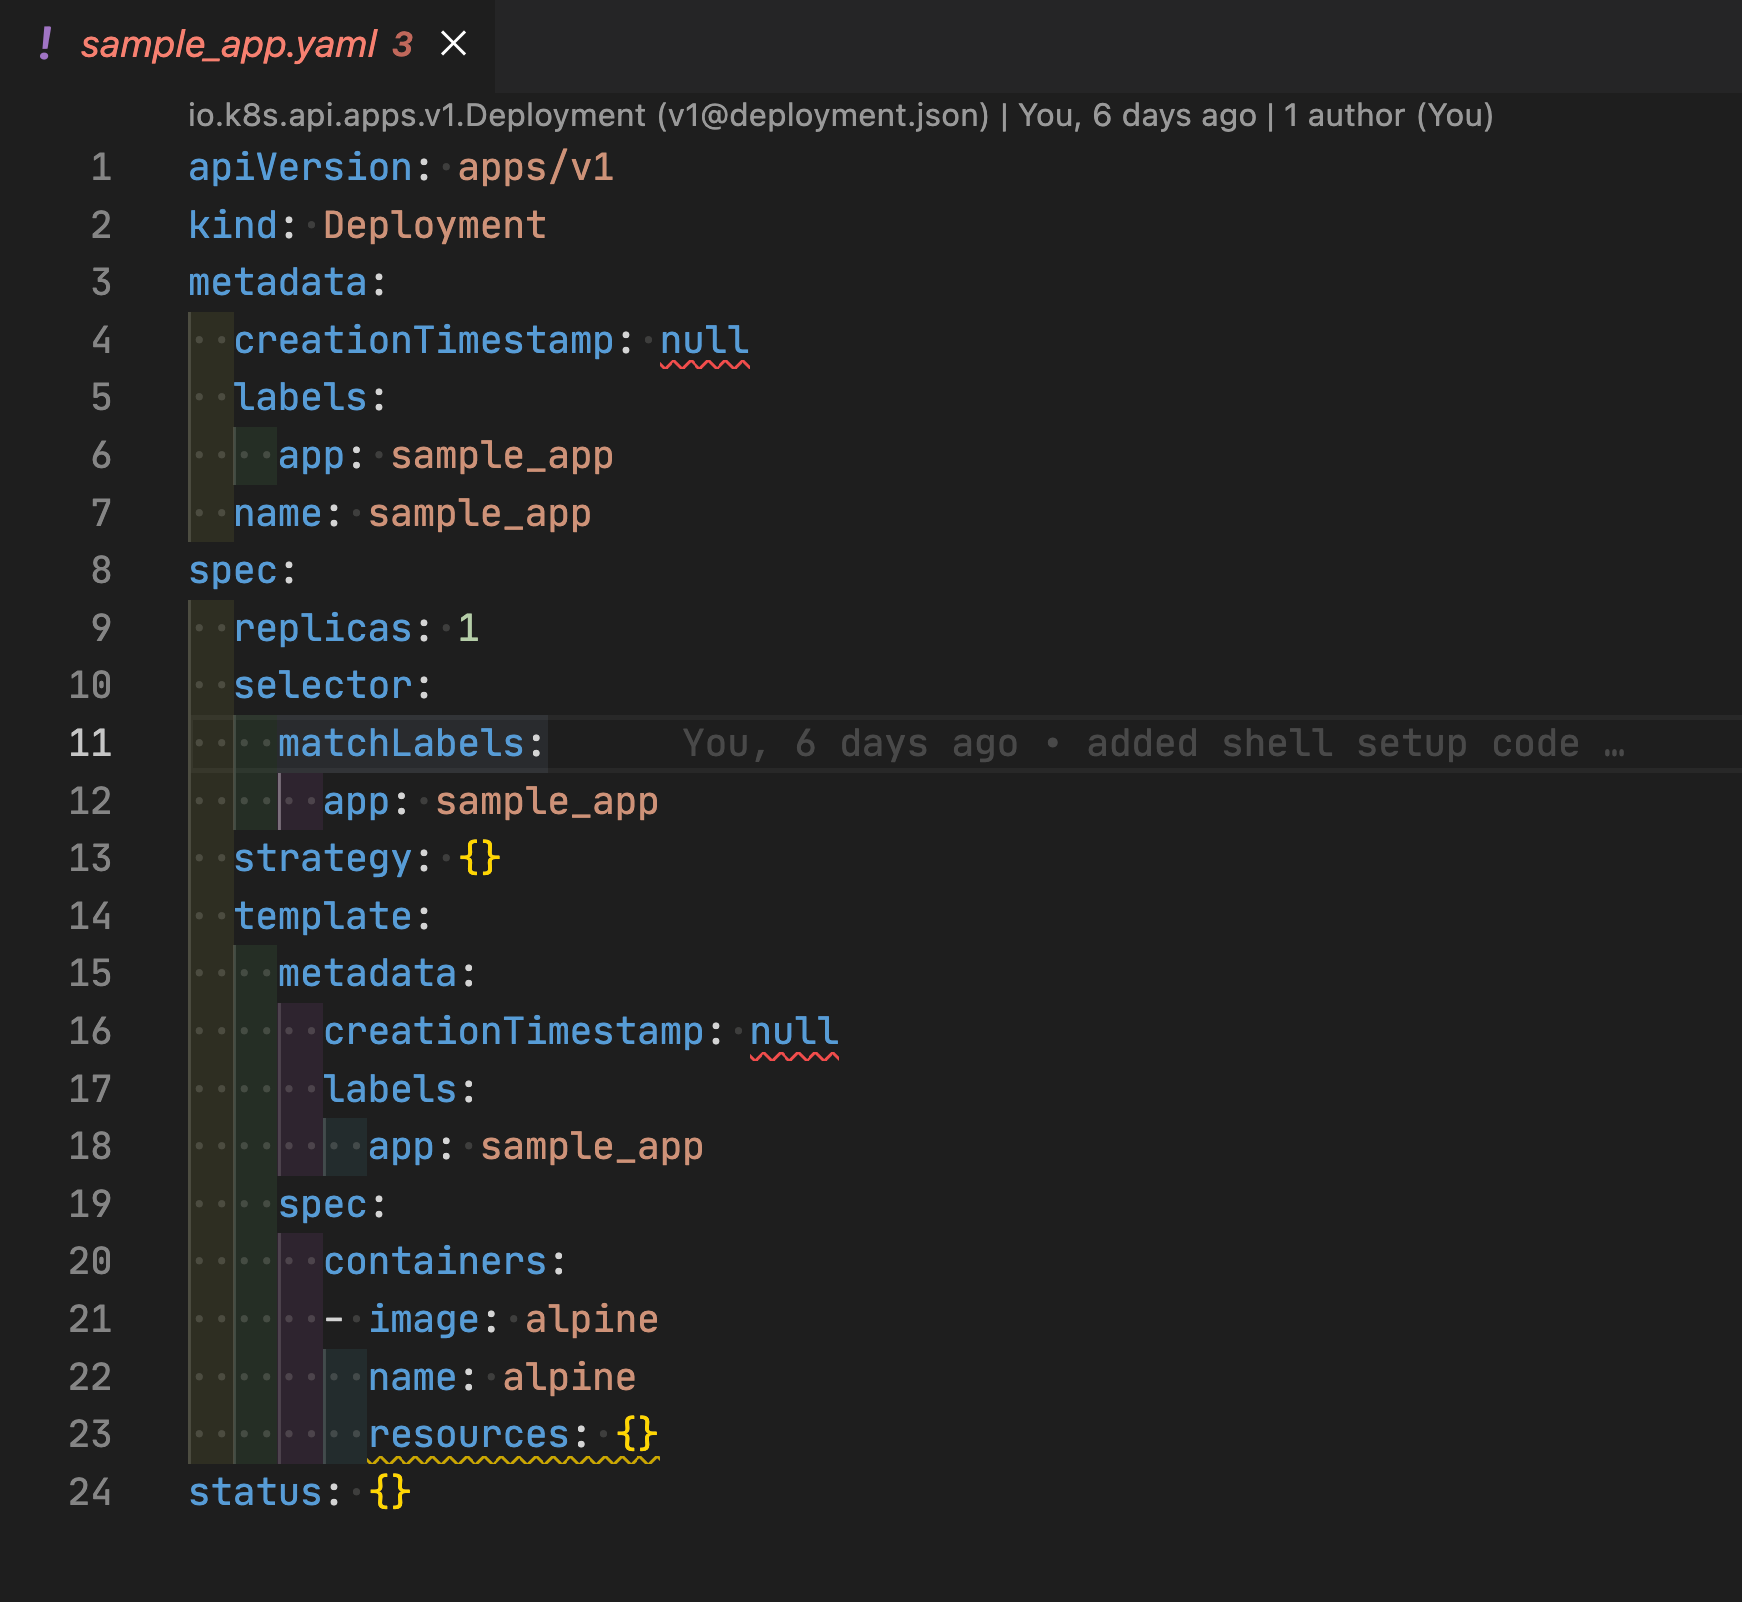 ! sample_app.yaml 3
io.k8s.api.apps.v1.Deployment (v1@deployment.json) | You, 6 days ago | 1 author (You)
1 apiVersion: apps/v1
2 kind: Deployment
3 metadata:
4   creationTimestamp: null
5   labels:
6     app: sample_app
7   name: sample_app
8 spec:
9   replicas: 1
10   selector:
11     matchLabels: You, 6 days ago • added shell setup code …
12       app: sample_app
13   strategy: {}
14   template:
15     metadata:
16       creationTimestamp: null
17       labels:
18         app: sample_app
19     spec:
20       containers:
21       - image: alpine
22         name: alpine
23         resources: {}
24 status: {}